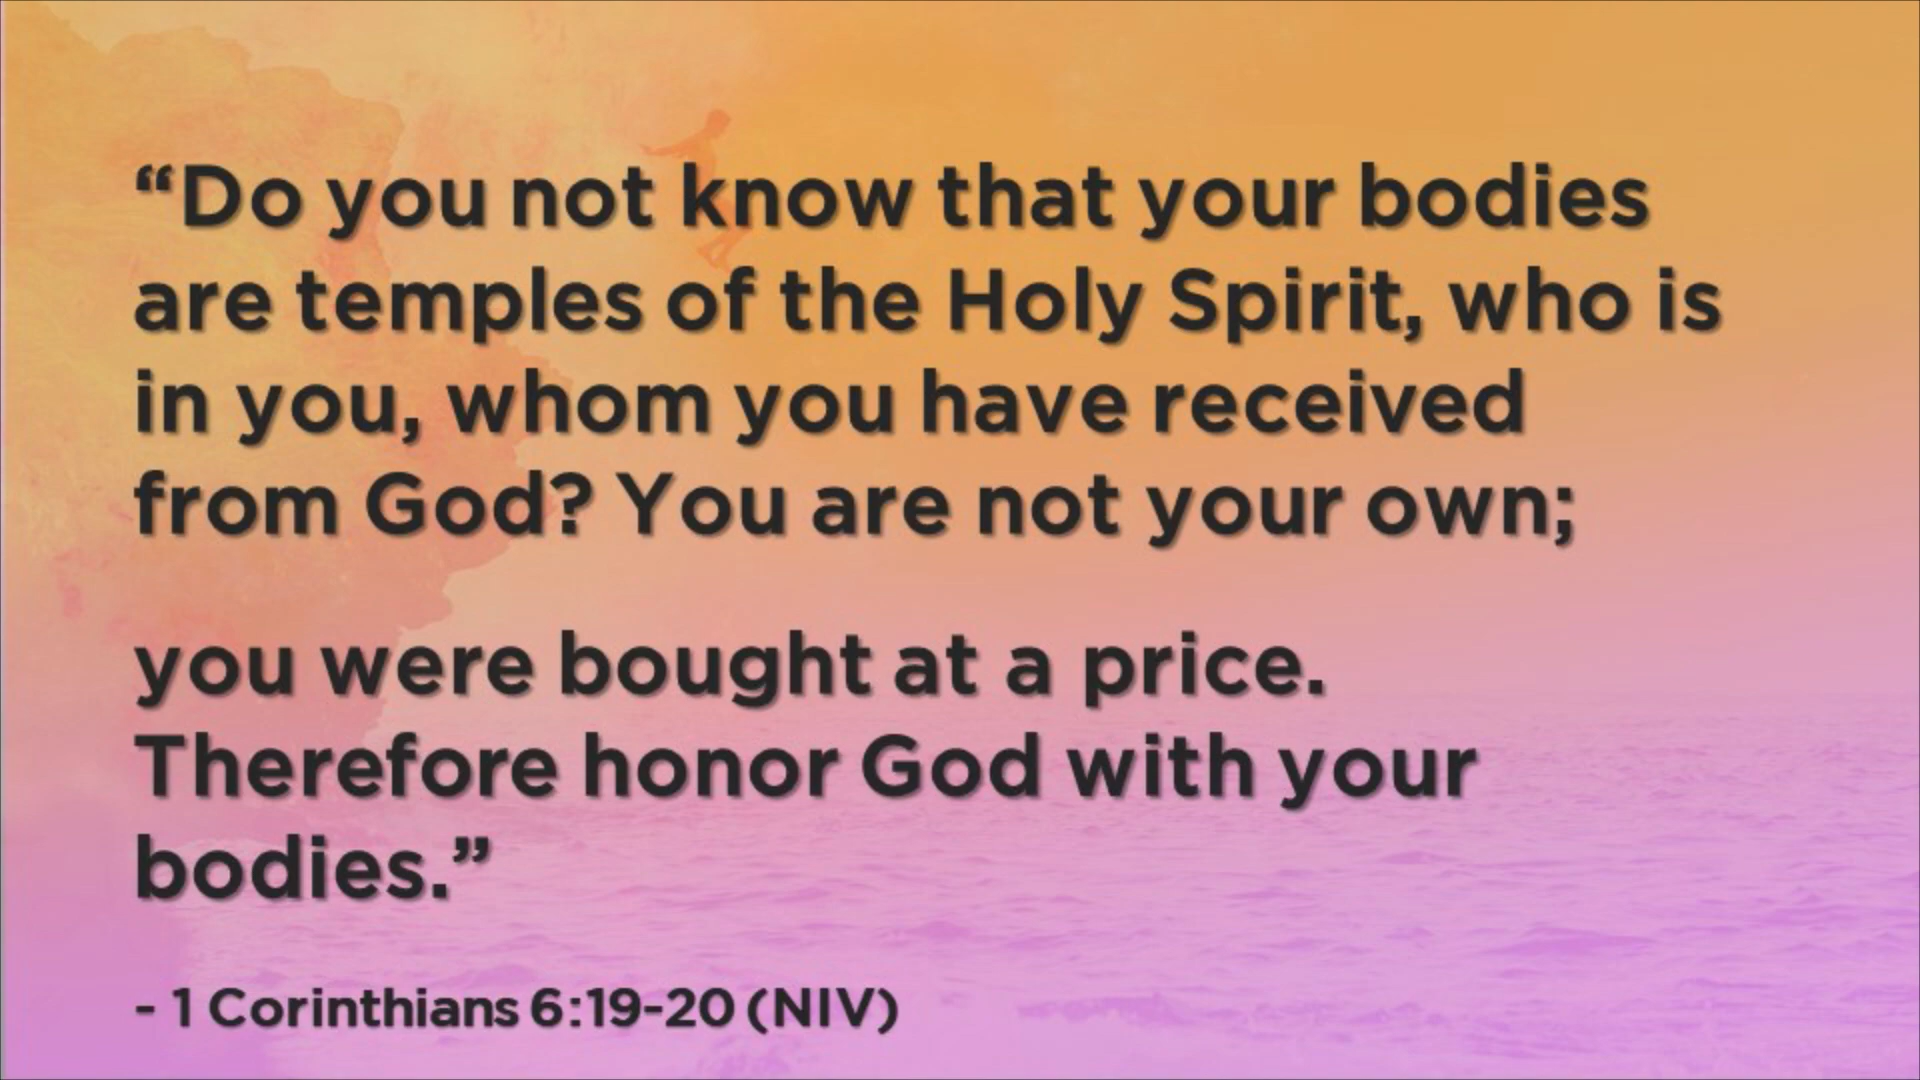 “Do you not know that your bodies
are temples of the Holy Spirit, who is
in you, whom you have received
from God? You are not your own;
you were bought at a price.
Therefore honor God with your
bodies.”
- 1 Corinthians 6:19-20 (NIV)